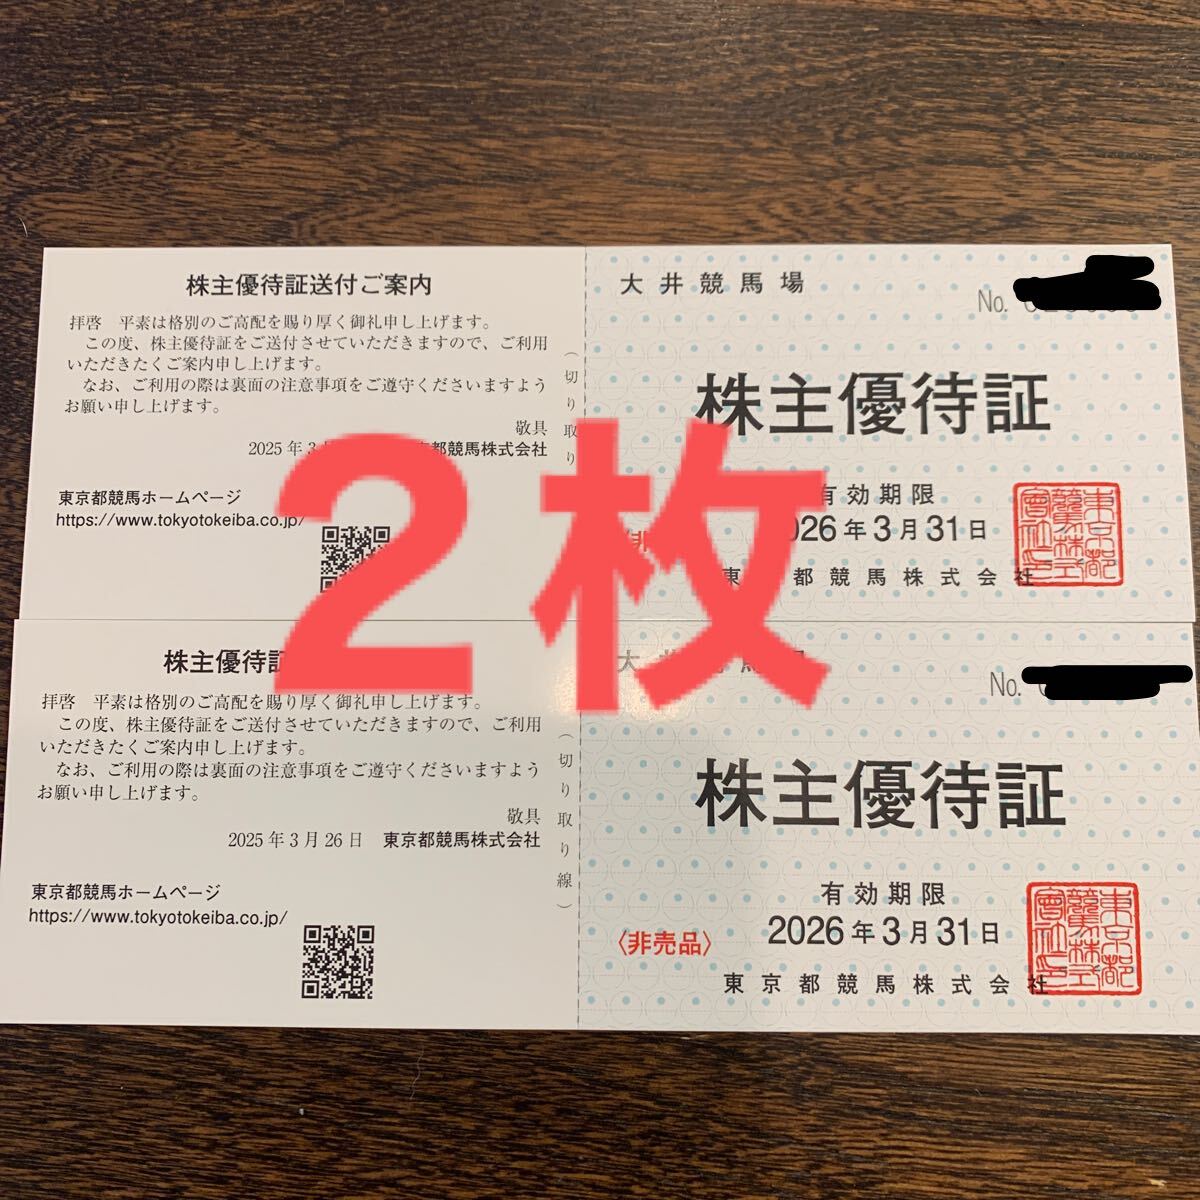 株主優待証送付ご案内
拝啓　平素は格別のご高配を賜り厚く御礼申し上げます。
この度、株主優待証をご送付させていただきますので、ご利用
いただきたくご案内申し上げます。
なお、ご利用の際は裏面の注意事項をご遵守くださいますよう
お願い申し上げます。
敬具
2025年3 都競馬株式会社
東京都競馬ホームページ
https://www.tokyotokeiba.co.jp/
（切り取り
大井競馬場
No.
株主優待証
有効期限
026年3月31日
東京都競馬株式会社
東京都競馬株式会社
2枚
株主優待証
拝啓　平素は格別のご高配を賜り厚く御礼申し上げます。
この度、株主優待証をご送付させていただきますので、ご利用
いただきたくご案内申し上げます。
なお、ご利用の際は裏面の注意事項をご遵守くださいますよう
お願い申し上げます。
敬具
2025年3月26日　東京都競馬株式会社
東京都競馬ホームページ
https://www.tokyotokeiba.co.jp/
（切り取り線）
大井
No.
株主優待証
有効期限
〈非売品〉
2026年3月31日
東京都競馬株式会社